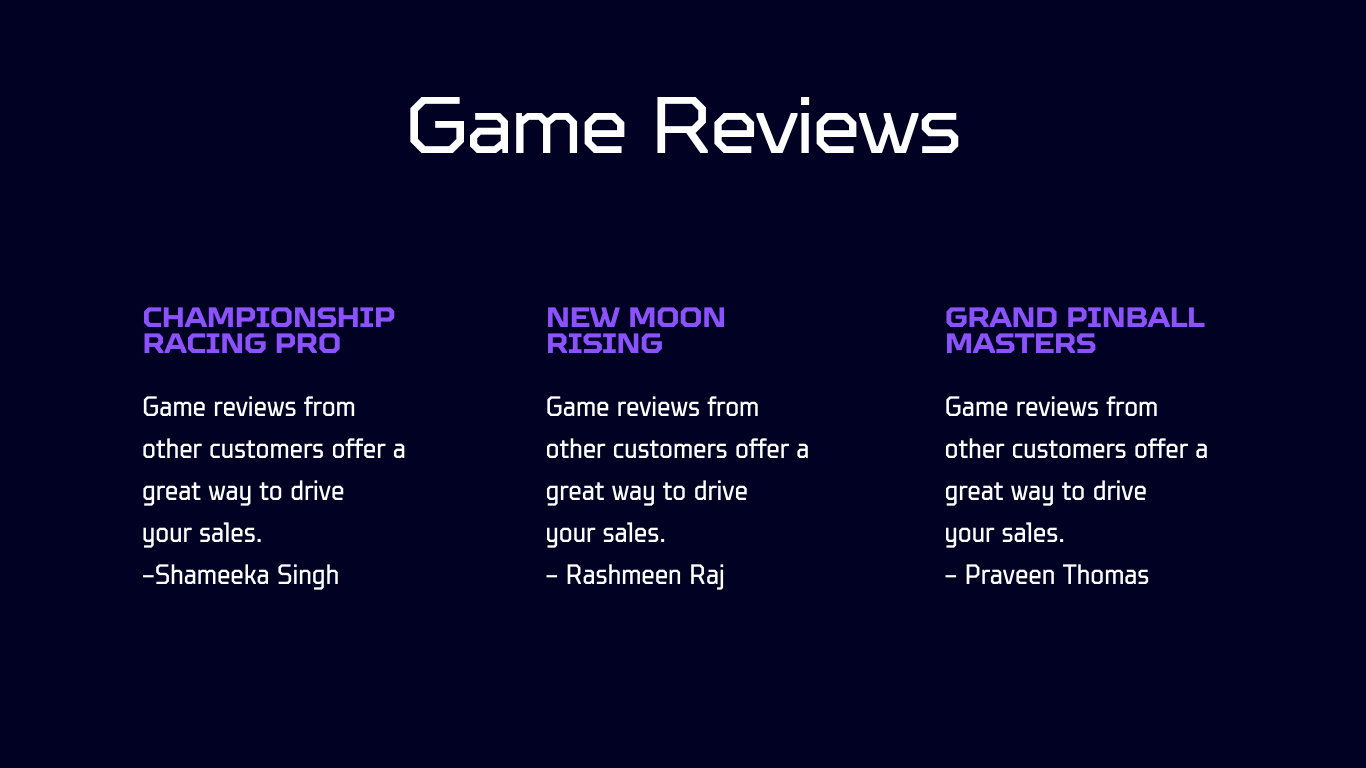 Game Reviews
CHAMPIONSHIP
RACING PRO
Game reviews from
other customers offer a
great way to drive
your sales.
–Shameeka Singh
NEW MOON
RISING
Game reviews from
other customers offer a
great way to drive
your sales.
– Rashmeen Raj
GRAND PINBALL
MASTERS
Game reviews from
other customers offer a
great way to drive
your sales.
– Praveen Thomas